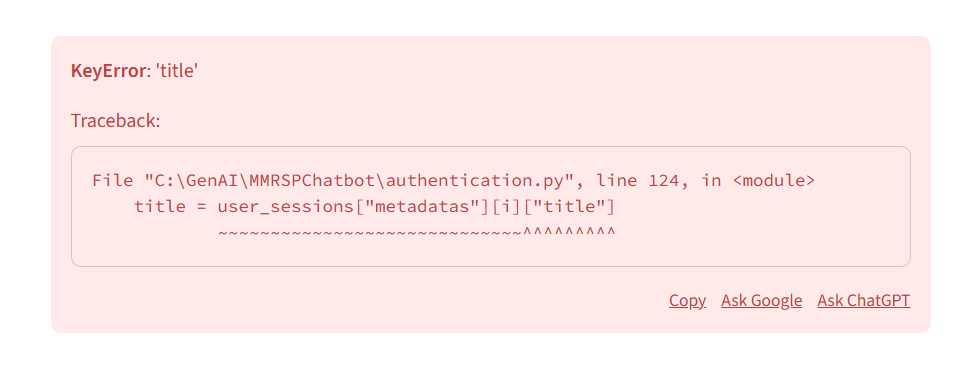 KeyError: 'title'
Traceback:
File "C:\GenAI\MMRSPChatbot\authentication.py", line 124, in <module>
    title = user_sessions["metadatas"][i]["title"]
            ~~~~~~~~~~~~~~~~~~~~~~~~~~~~~^^^^^^^^^
Copy Ask Google Ask ChatGPT